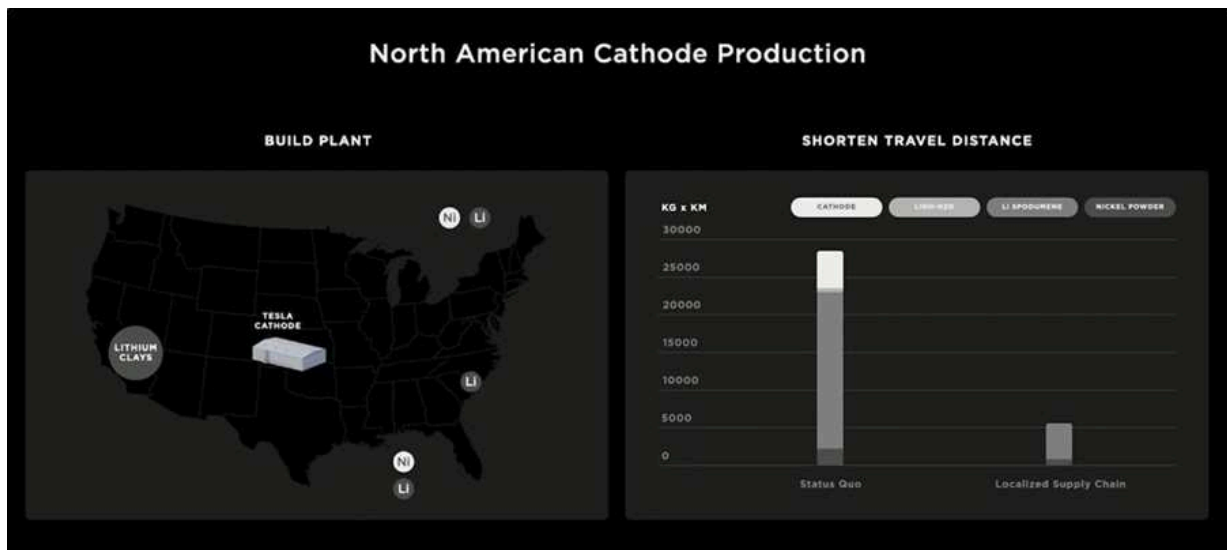 North American Cathode Production
BUILD PLANT
Ni
Li
TESLA
CATHODE
LITHIUM
CLAYS
Li
Ni
Li
SHORTEN TRAVEL DISTANCE
KG x KM
CATHODE
LI SPODUMENE
NICKEL POWDER
30000
25000
20000
15000
10000
5000
0
Status Quo
Localized Supply Chain